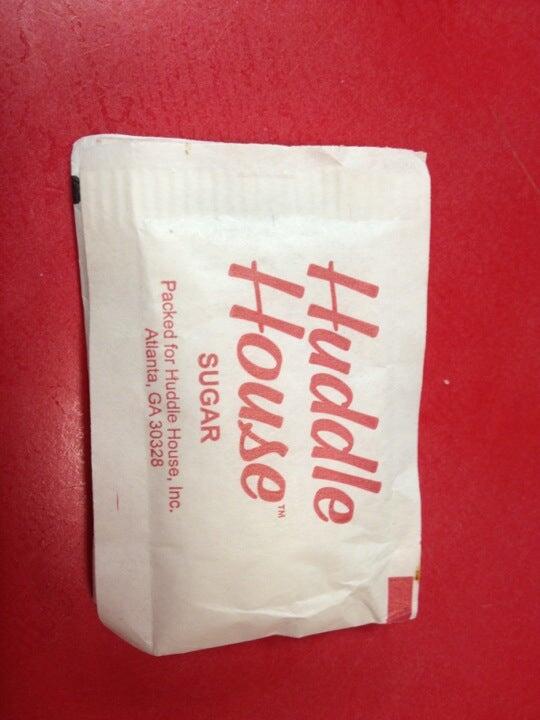 Huddle
House™
SUGAR
Packed for Huddle House, Inc.
Atlanta, GA 30328